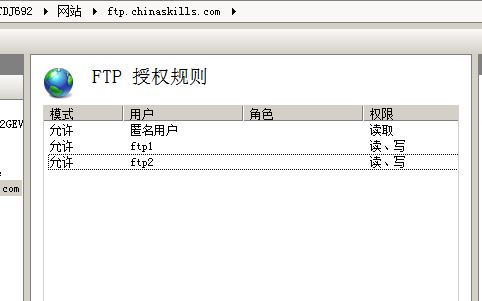 TDJ692 ▸ 网站 ▸ ftp.chinaskills.com ▸
FTP 授权规则
模式 用户 角色 权限
允许 匿名用户 读取
允许 ftp1 读、写
允许 ftp2 读、写
2GEV
com